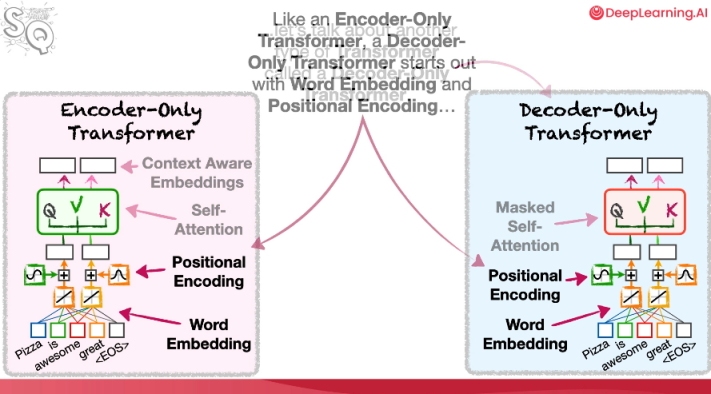 SQ
DeepLearning.AI
Like an Encoder-Only
Transformer, a Decoder-
Only Transformer starts out
with Word Embedding and
Positional Encoding…
let's talk about another
type of Transformer
called a Decoder-Only
Transformer
Encoder-Only
Transformer
Context Aware
Embeddings
Q V K
Self-
Attention
Positional
Encoding
Word
Embedding
Pizza is awesome great <EOS>
Decoder-Only
Transformer
Masked
Self-
Attention
Q V K
Positional
Encoding
Word
Embedding
Pizza is awesome great <EOS>